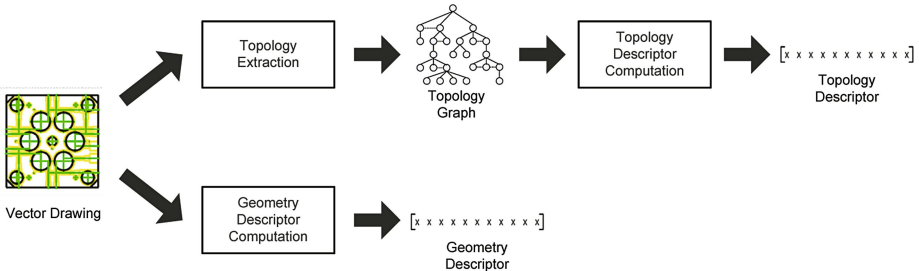 Topology
Extraction
Topology
Graph
Topology
Descriptor
Computation
[x x x x x x x x x x x]
Topology
Descriptor
Vector Drawing
Geometry
Descriptor
Computation
[x x x x x x x x x x x]
Geometry
Descriptor